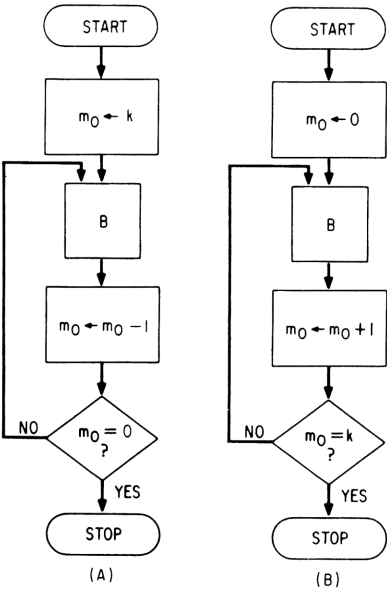 START
m₀ ← k
B
m₀ ← m₀ − 1
m₀ = 0
?
NO
YES
STOP
(A)
START
m₀ ← 0
B
m₀ ← m₀ + 1
m₀ = k
?
NO
YES
STOP
(B)